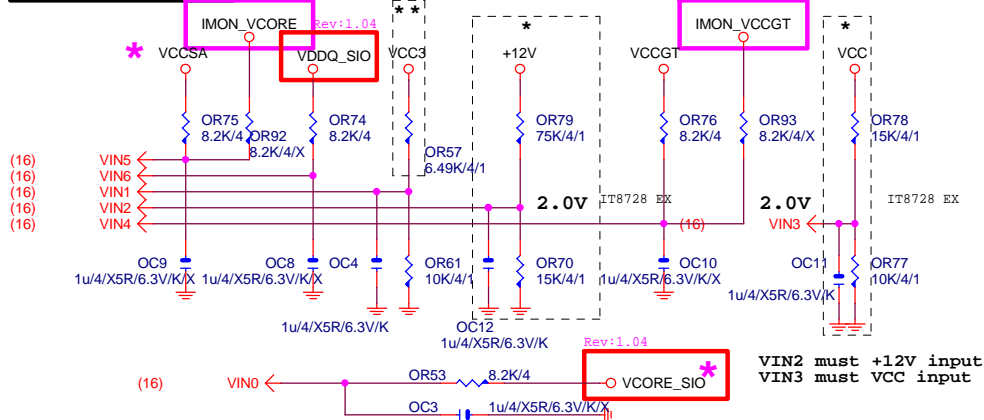 IMON_VCORE
Rev:1.04
IMON_VCCGT
* *
*
*
* VCCSA
VDDQ_SIO
VCC3
+12V
VCCGT
VCC
OR75
8.2K/4
OR92
8.2K/4/X
OR74
8.2K/4
OR57
6.49K/4/1
OR79
75K/4/1
OR76
8.2K/4
OR93
8.2K/4/X
OR78
15K/4/1
(16) VIN5
(16) VIN6
(16) VIN1
(16) VIN2
(16) VIN4
2.0V
IT8728 EX
(16)
2.0V
VIN3
IT8728 EX
OC9
1u/4/X5R/6.3V/K/X
OC8
1u/4/X5R/6.3V/K/X
OC4
1u/4/X5R/6.3V/K
OR61
10K/4/1
OC12
1u/4/X5R/6.3V/K
OR70
15K/4/1
OC10
1u/4/X5R/6.3V/K/X
OC11
1u/4/X5R/6.3V/K
OR77
10K/4/1
Rev:1.04
(16) VIN0
OR53 8.2K/4
VCORE_SIO *
OC3 1u/4/X5R/6.3V/K/X
VIN2 must +12V input
VIN3 must VCC input